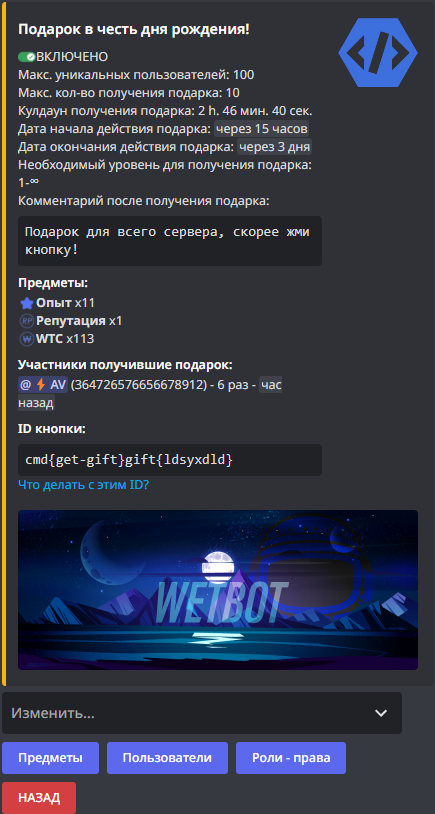 Подарок в честь дня рождения!
ВКЛЮЧЕНО
Макс. уникальных пользователей: 100
Макс. кол-во получения подарка: 10
Кулдаун получения подарка: 2 h. 46 мин. 40 сек.
Дата начала действия подарка: через 15 часов
Дата окончания действия подарка: через 3 дня
Необходимый уровень для получения подарка:
1-∞
Комментарий после получения подарка:
Подарок для всего сервера, скорее жми
кнопку!
Предметы:
Опыт x11
Репутация x1
WTC x113
Участники получившие подарок:
@⚡AV (364726576656678912) - 6 раз - час
назад
ID кнопки:
cmd{get-gift}gift{ldsyxdld}
Что делать с этим ID?
WETBOT
Изменить...
Предметы
Пользователи
Роли - права
НАЗАД